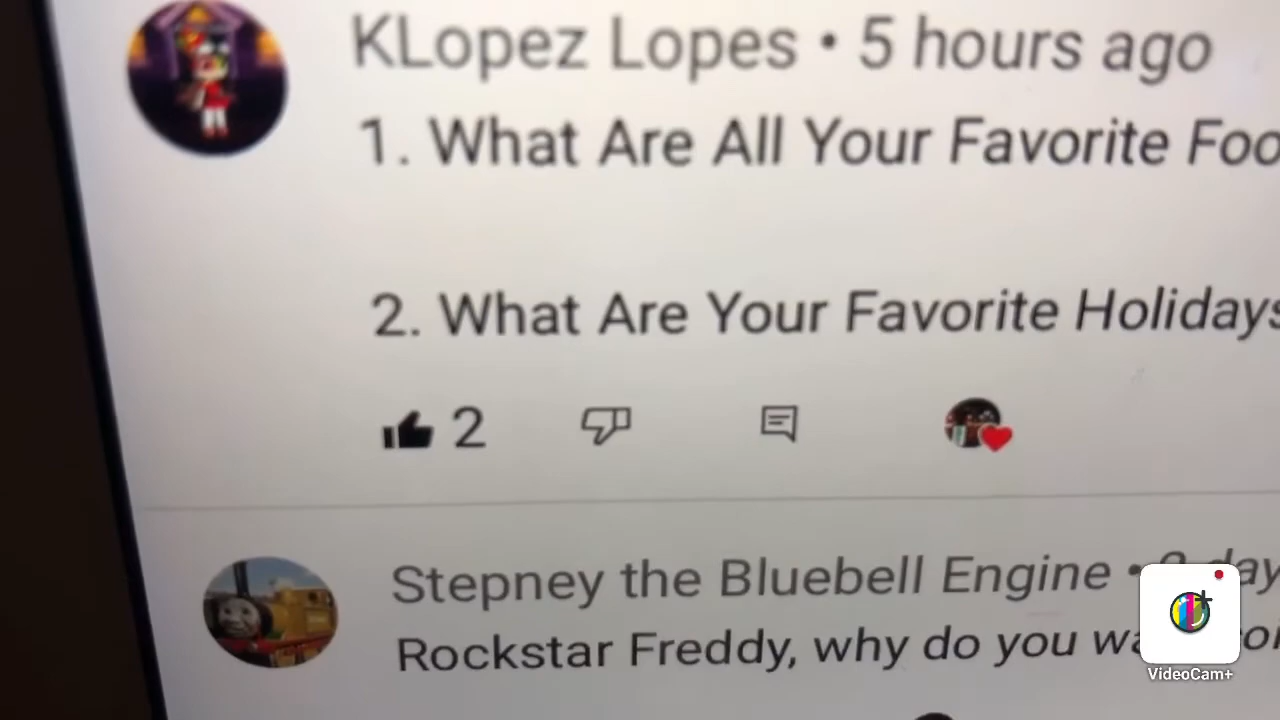 KLopez Lopes • 5 hours ago
1. What Are All Your Favorite Foo
2. What Are Your Favorite Holidays
2
Stepney the Bluebell Engine •
Rockstar Freddy, why do you
VideoCam+